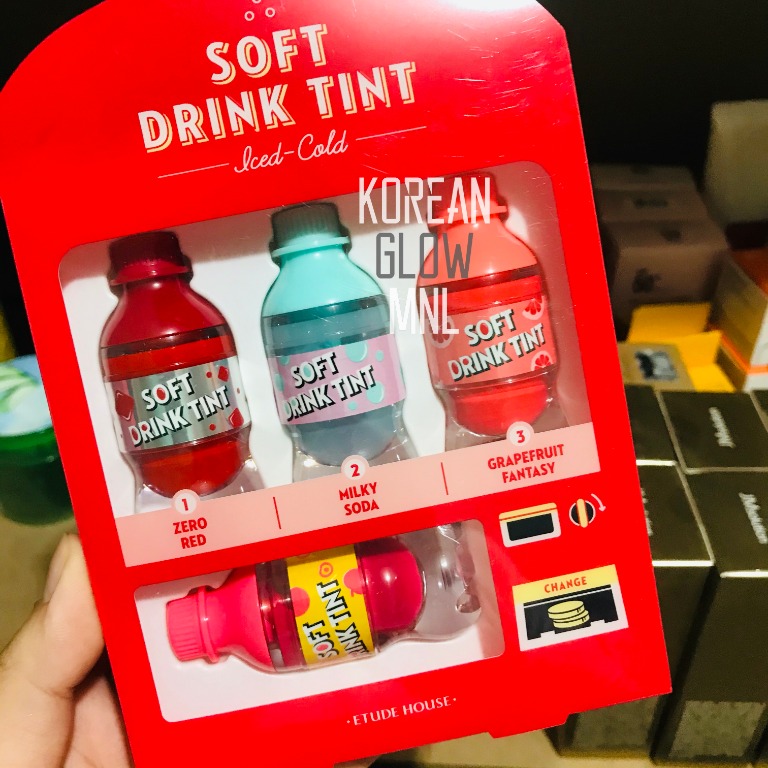 SOFT
DRINK TINT
Iced-Cold
KOREAN
GLOW
MNL
SOFT
DRINK TINT
SOFT
DRINK TINT
SOFT
DRINK TINT
1
ZERO
RED
2
MILKY
SODA
3
GRAPEFRUIT
FANTASY
SOFT
INK TINT
CHANGE
·ETUDE HOUSE·